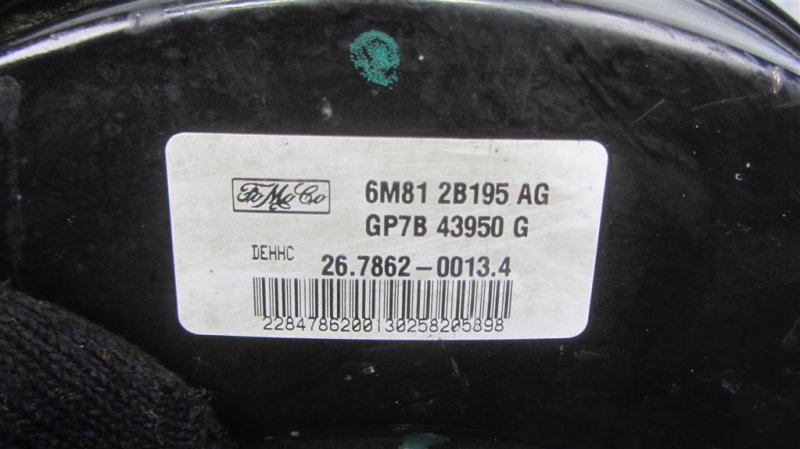 FoMoCo
6M81 2B195 AG
GP7B 43950 G
DEHHC
26.7862-0013.4
2284786200130258205898